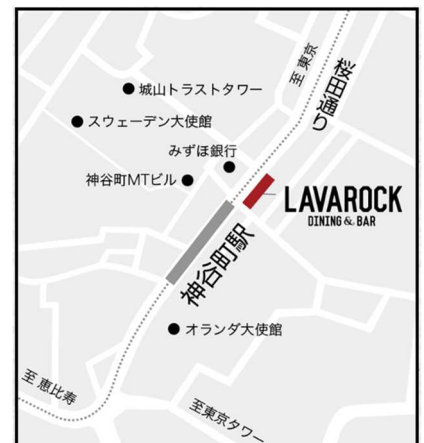 至 東京
桜田通り
城山トラストタワー
スウェーデン大使館
みずほ銀行
神谷町MTビル
LAVAROCK
DINING & BAR
神谷町駅
オランダ大使館
至 恵比寿
至東京タワー